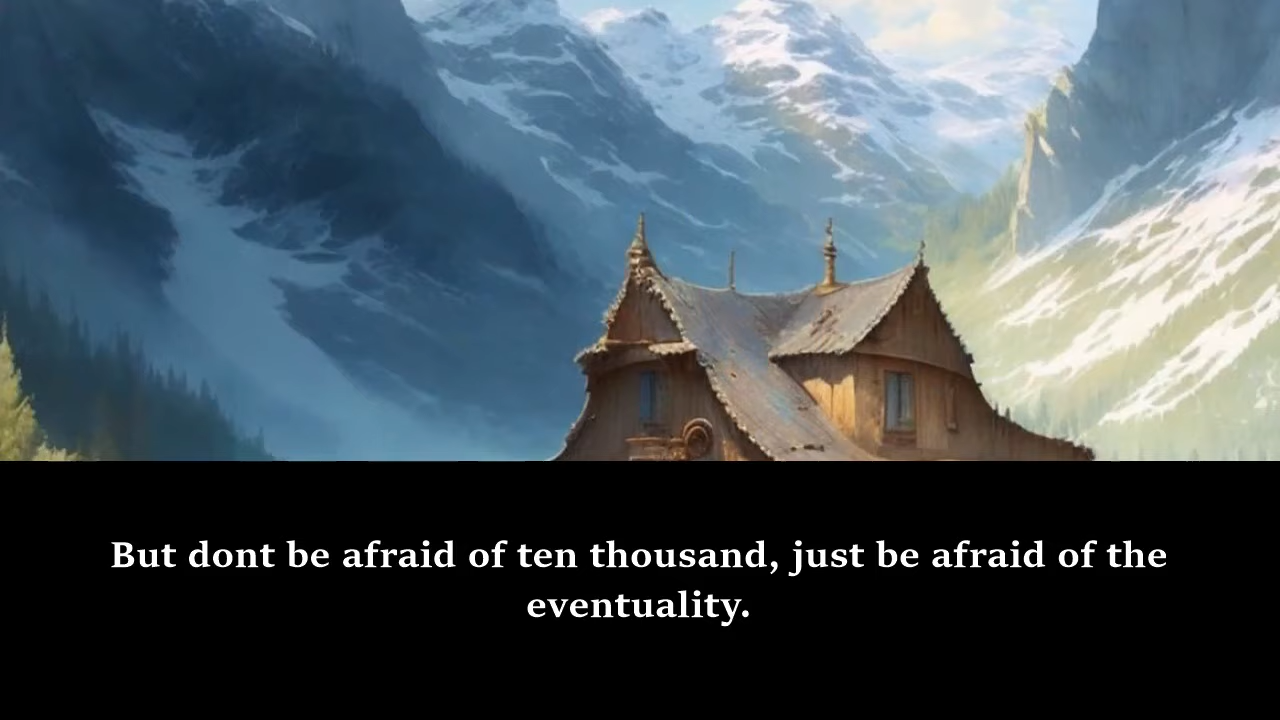 But dont be afraid of ten thousand, just be afraid of the
eventuality.